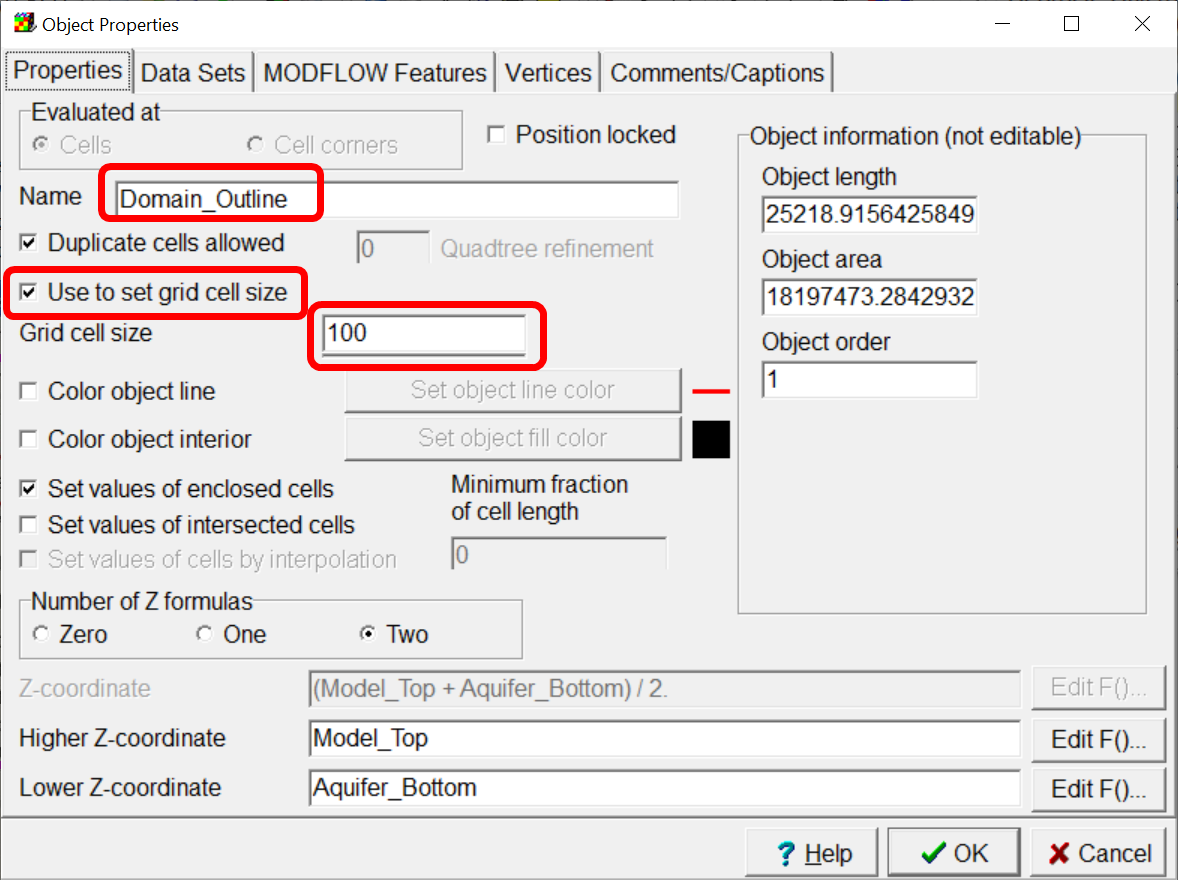 Object Properties
Properties Data Sets MODFLOW Features Vertices Comments/Captions
Evaluated at
Cells Cell corners
Position locked
Name Domain_Outline
Duplicate cells allowed 0 Quadtree refinement
Use to set grid cell size
Grid cell size 100
Color object line Set object line color
Color object interior Set object fill color
Set values of enclosed cells
Set values of intersected cells
Set values of cells by interpolation
Minimum fraction
of cell length
0
Number of Z formulas
Zero One Two
Object information (not editable)
Object length
25218.9156425849
Object area
18197473.2842932
Object order
1
Z-coordinate (Model_Top + Aquifer_Bottom) / 2. Edit F()...
Higher Z-coordinate Model_Top Edit F()...
Lower Z-coordinate Aquifer_Bottom Edit F()...
? Help OK Cancel